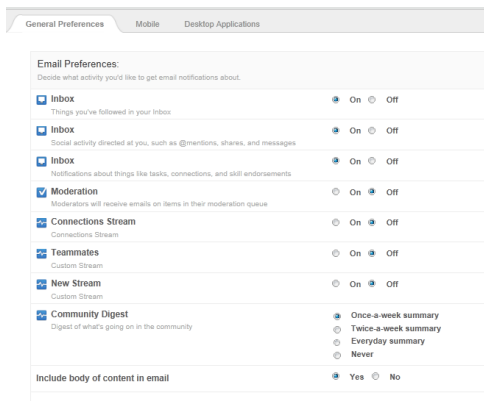 General Preferences Mobile Desktop Applications
Email Preferences:
Decide what activity you'd like to get email notifications about.
Inbox On Off
Things you've followed in your Inbox
Inbox On Off
Social activity directed at you, such as @mentions, shares, and messages
Inbox On Off
Notifications about things like tasks, connections, and skill endorsements
Moderation On Off
Moderators will receive emails on items in their moderation queue
Connections Stream On Off
Connections Stream
Teammates On Off
Custom Stream
New Stream On Off
Custom Stream
Community Digest Once-a-week summary
Digest of what's going on in the community Twice-a-week summary
Everyday summary
Never
Include body of content in email Yes No